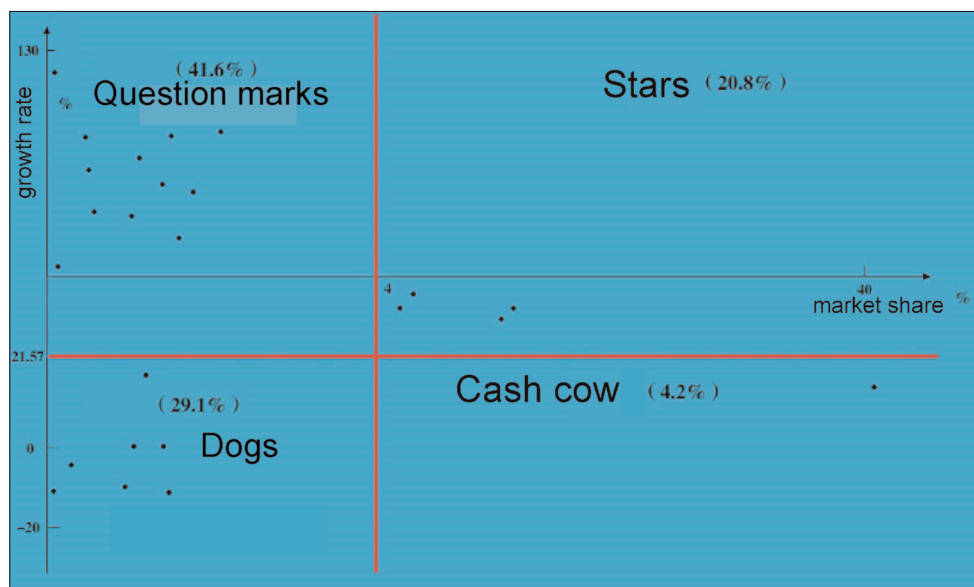 130
( 41.6% )
Question marks
%
growth rate
Stars ( 20.8% )
4
40
market share %
21.57
Cash cow ( 4.2% )
( 29.1% )
Dogs
0
-20